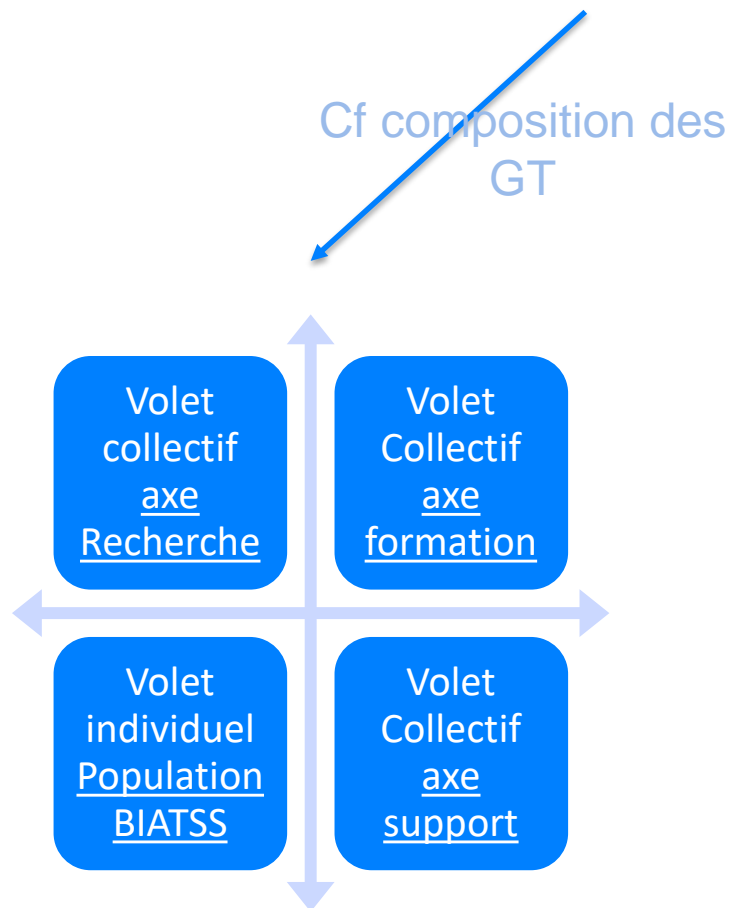 Cf composition des
GT
Volet
collectif
axe
Recherche
Volet
Collectif
axe
formation
Volet
individuel
Population
BIATSS
Volet
Collectif
axe
support